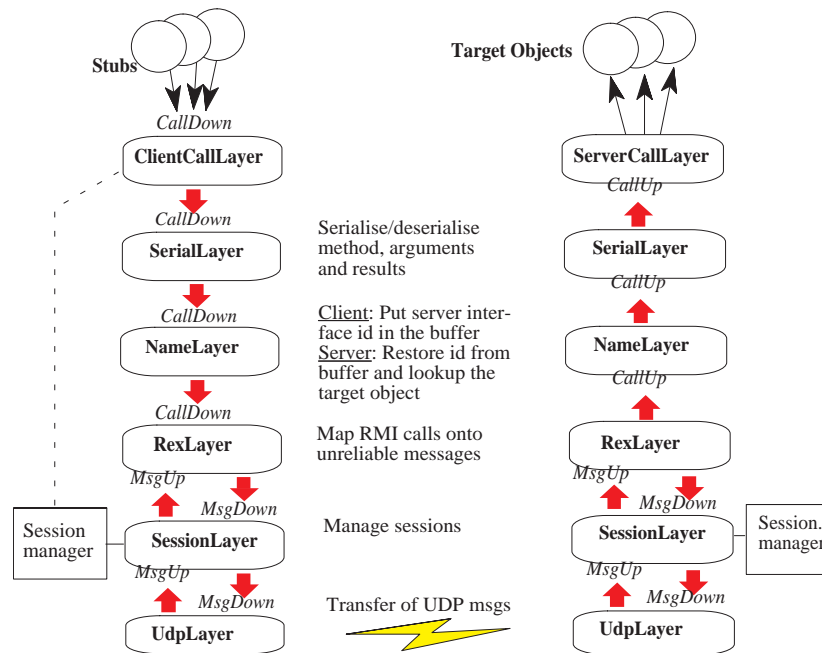 Stubs
Target Objects
CallDown
ClientCallLayer
ServerCallLayer
CallUp
CallDown
SerialLayer
Serialise/deserialise
method, arguments
and results
SerialLayer
CallUp
CallDown
NameLayer
Client: Put server inter-
face id in the buffer
Server: Restore id from
buffer and lookup the
target object
NameLayer
CallUp
CallDown
RexLayer
Map RMI calls onto
unreliable messages
RexLayer
MsgUp
MsgDown
MsgUp
MsgDown
Session
manager
SessionLayer
Manage sessions
SessionLayer
Session.
manager
MsgUp
MsgDown
MsgUp
MsgDown
Transfer of UDP msgs
UdpLayer
UdpLayer